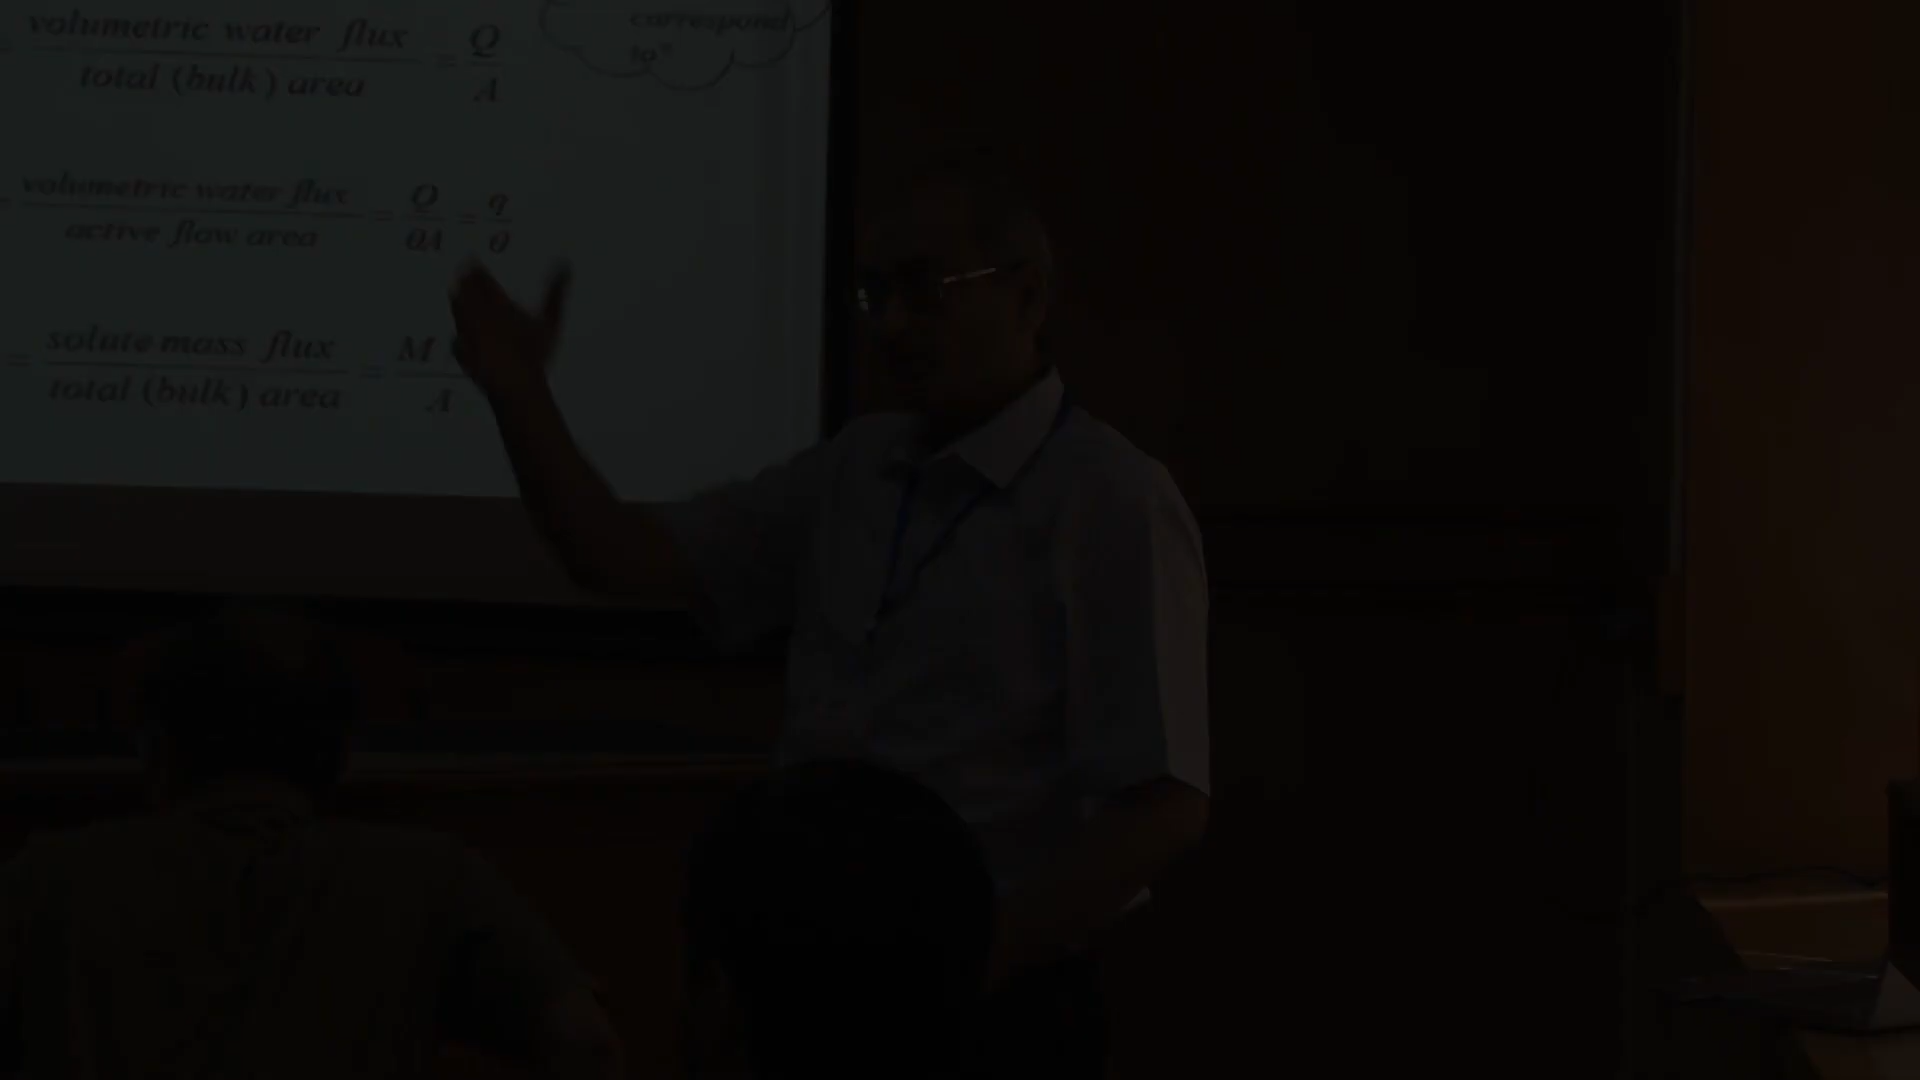 correspond
to"
= volumetric water flux / total (bulk) area = Q / A
= volumetric water flux / active flow area = Q / θA = q / θ
= solute mass flux / total (bulk) area = M / A